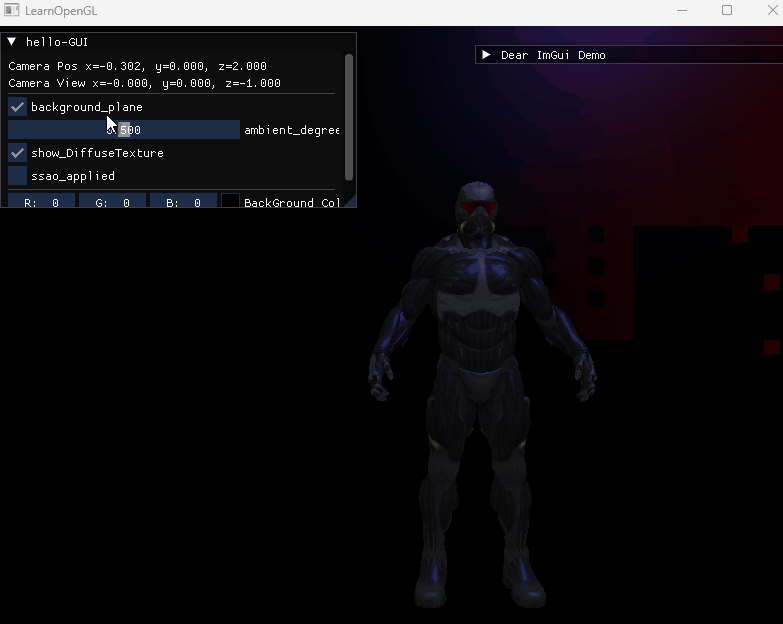 LearnOpenGL
hello-GUI
Camera Pos x=-0.302, y=0.000, z=2.000
Camera View x=-0.000, y=0.000, z=-1.000
background_plane
0.500 ambient_degree
show_DiffuseTexture
ssao_applied
R: 0 G: 0 B: 0 BackGround Col
Dear ImGui Demo